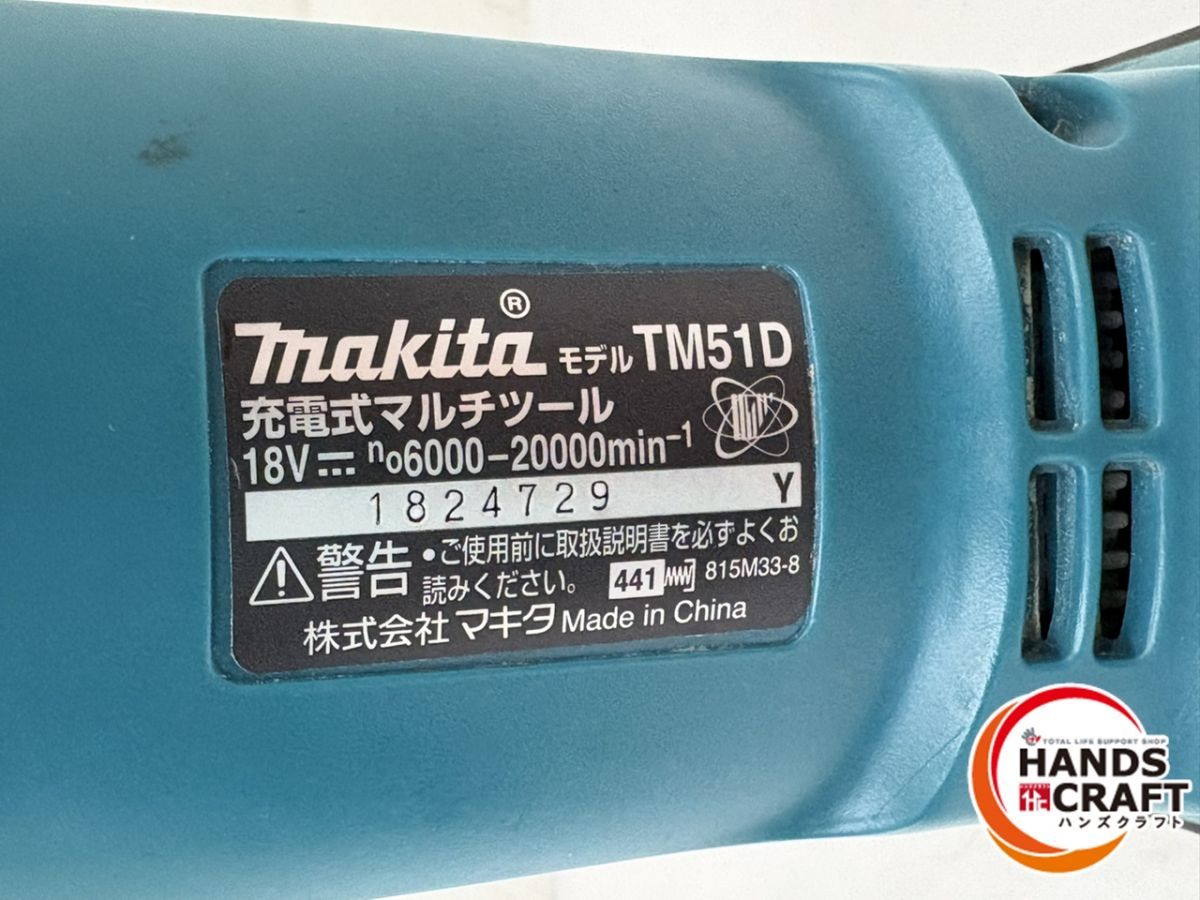 makita® モデル TM51D
充電式マルチツール
18V⎓ n₀6000-20000min⁻¹
1824729 Y
⚠警告 •ご使用前に取扱説明書を必ずよくお
読みください。 441 815M33-8
株式会社 マキタ Made in China
TOTAL LIFE SUPPORT SHOP
HANDS
CRAFT
ハンズクラフト